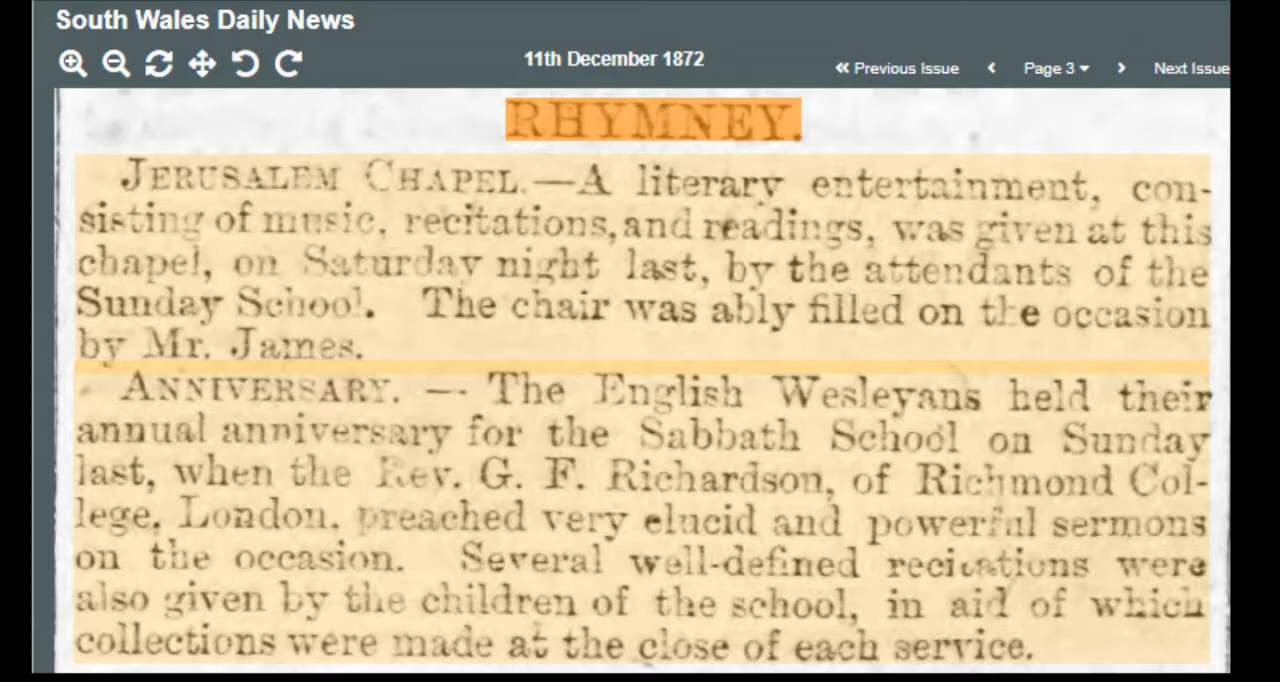 South Wales Daily News
11th December 1872
Previous Issue
Page 3
Next Issue
RHYMNEY.
JERUSALEM CHAPEL.—A literary entertainment, con-
sisting of music, recitations, and readings, was given at this
chapel, on Saturday night last, by the attendants of the
Sunday School. The chair was ably filled on the occasion
by Mr. James.
ANNIVERSARY. — The English Wesleyans held their
annual anniversary for the Sabbath School on Sunday
last, when the Rev. G. F. Richardson, of Richmond Col-
lege, London, preached very elucid and powerful sermons
on the occasion. Several well-defined recitations were
also given by the children of the school, in aid of which
collections were made at the close of each service.